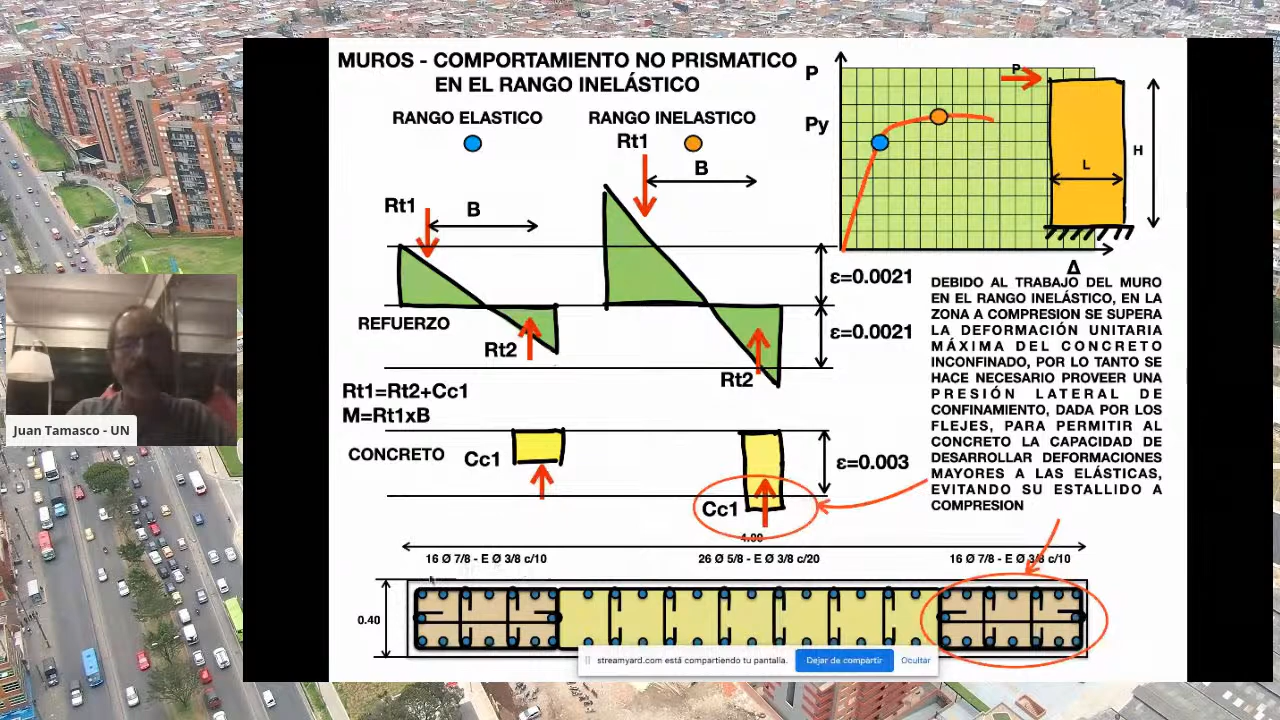 MUROS - COMPORTAMIENTO NO PRISMATICO
EN EL RANGO INELÁSTICO
RANGO ELASTICO
RANGO INELASTICO
Rt1
B
Rt1
B
REFUERZO
Rt2
Rt2
ε=0.0021
ε=0.0021
Rt1=Rt2+Cc1
M=Rt1xB
CONCRETO
Cc1
Cc1
ε=0.003
P
Py
P
L
H
Δ
DEBIDO AL TRABAJO DEL MURO
EN EL RANGO INELÁSTICO, EN LA
ZONA A COMPRESION SE SUPERA
LA DEFORMACIÓN UNITARIA
MÁXIMA DEL CONCRETO
INCONFINADO, POR LO TANTO SE
HACE NECESARIO PROVEER UNA
PRESIÓN LATERAL DE
CONFINAMIENTO, DADA POR LOS
FLEJES, PARA PERMITIR AL
CONCRETO LA CAPACIDAD DE
DESARROLLAR DEFORMACIONES
MAYORES A LAS ELÁSTICAS,
EVITANDO SU ESTALLIDO A
COMPRESION
4.00
16 Ø 7/8 - E Ø 3/8 c/10
26 Ø 5/8 - E Ø 3/8 c/20
16 Ø 7/8 - E Ø 3/8 c/10
0.40
Juan Tamasco - UN
streamyard.com está compartiendo tu pantalla.
Dejar de compartir
Ocultar